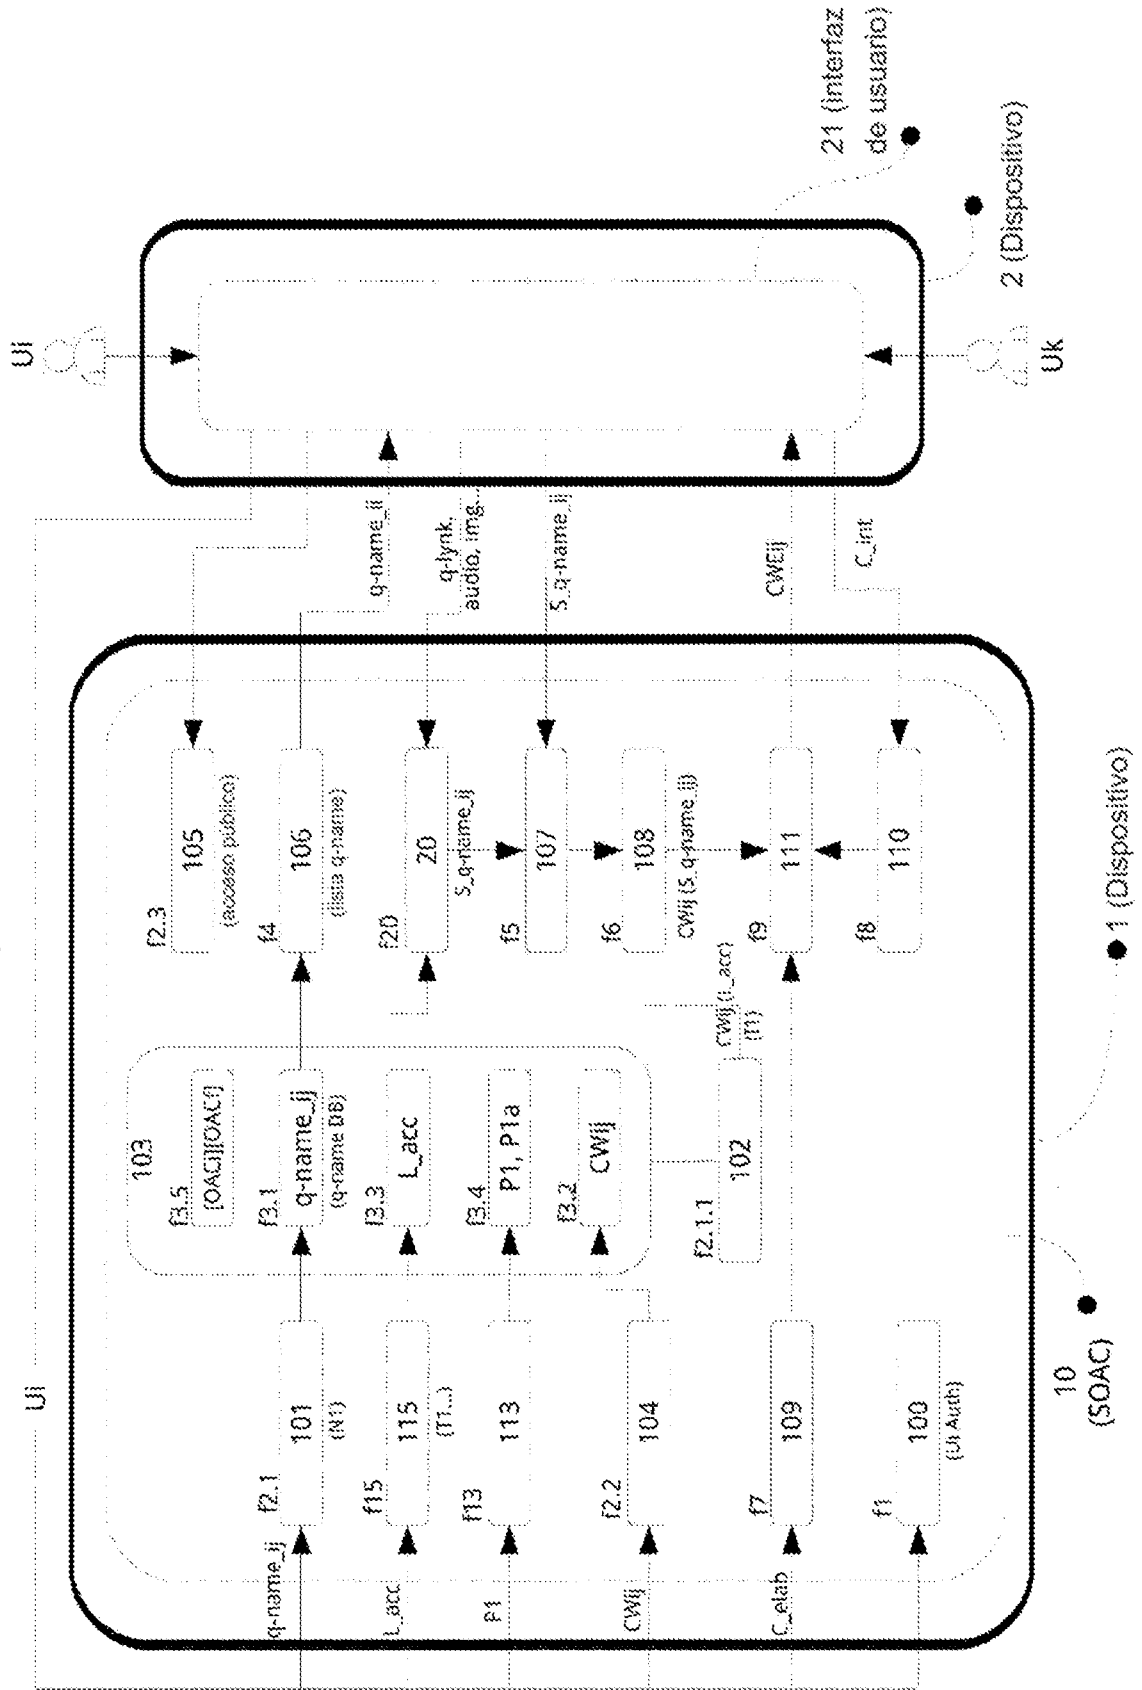 Ui
Ui
q-name_ij
L_acc
P1
CWij
C_elab
f2.1
101
(N1)
f15
115
(T1...)
f13
113
f2.2
104
f7
109
f1
100
(Ui Auth)
103
f3.5
[OACi][OACf]
f3.1
q-name_ij
(q-name DB)
f3.3
L_acc
f3.4
P1, P1a
f3.2
CWij
f2.1.1
102
CWij (L_acc)
(T1)
f2.3
105
(acceso público)
f4
106
(lista q-name)
f20
20
S_q-name_ij
f5
107
f6
108
CWij (S_q-name_ij)
f9
111
f8
110
q-name_ij
q-lynk,
audio, img...
S_q-name_ij
CWEij
C_int
Uk
21 (interfaz
de usuario)
2 (Dispositivo)
1 (Dispositivo)
10
(SOAC)